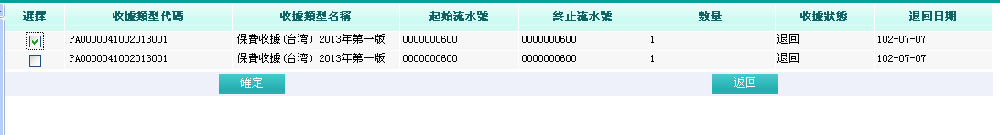 選擇 收據類型代碼 收據類型名稱 起始流水號 終止流水號 數量 收據狀態 退回日期
PA0000041002013001 保費收據(台湾) 2013年第一版 0000000600 0000000600 1 退回 102-07-07
PA0000041002013001 保費收據(台湾) 2013年第一版 0000000600 0000000600 1 退回 102-07-07
確定 返回